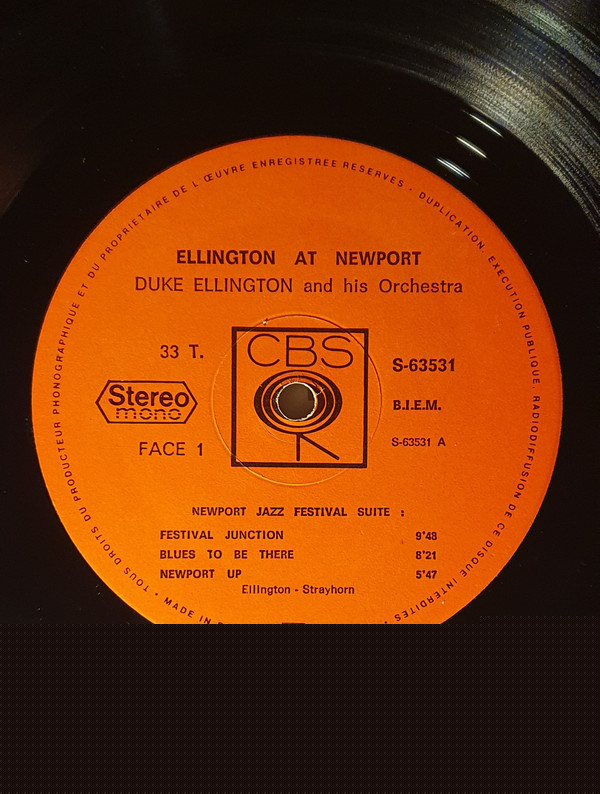 TOUS DROITS DU PRODUCTEUR PHONOGRAPHIQUE ET DU PROPRIETAIRE DE L'ŒUVRE ENREGISTREE RESERVES · DUPLICATION, EXECUTION PUBLIQUE, RADIODIFFUSION DE CE DISQUE INTERDITES ·
ELLINGTON AT NEWPORT
DUKE ELLINGTON and his Orchestra
33 T.
CBS
S-63531
Stereo
mono
B.I.E.M.
FACE 1
S-63531 A
NEWPORT JAZZ FESTIVAL SUITE :
FESTIVAL JUNCTION 9'48
BLUES TO BE THERE 8'21
NEWPORT UP 5'47
Ellington - Strayhorn
· MADE IN